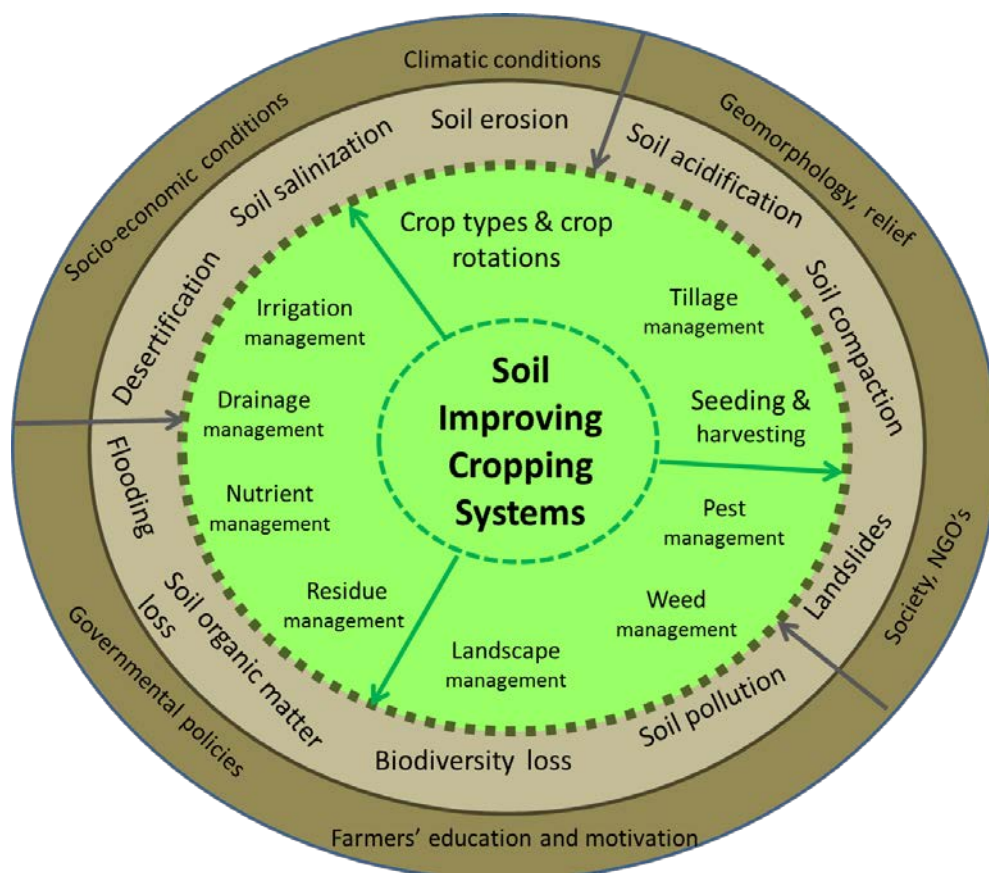 Climatic conditions
Geomorphology, relief
Society, NGO's
Farmers' education and motivation
Governmental policies
Socio-economic conditions
Soil erosion
Soil acidification
Soil compaction
Landslides
Soil pollution
Biodiversity loss
Soil organic matter
loss
Flooding
Desertification
Soil salinization
Crop types & crop
rotations
Tillage
management
Seeding &
harvesting
Pest
management
Weed
management
Landscape
management
Residue
management
Nutrient
management
Drainage
management
Irrigation
management
Soil
Improving
Cropping
Systems